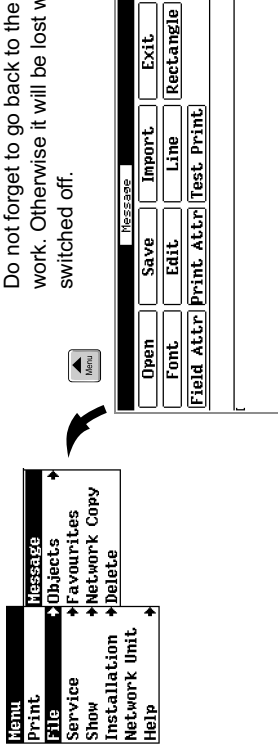 Do not forget to go back to the
work. Otherwise it will be lost w
switched off.
Menu
Menu
Print
File
Service
Show
Installation
Network Unit
Help
Message
Objects
Favourites
Network Copy
Delete
Message
Open Save Import Exit
Font Edit Line Rectangle
Field Attr Print Attr Test Print